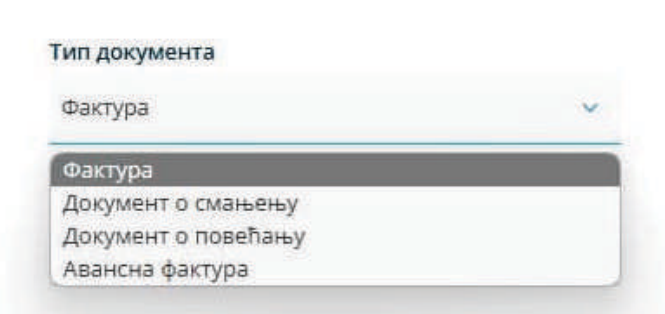 Тип документа
Фактура
Фактура
Документ о смањењу
Документ о повећању
Авансна фактура